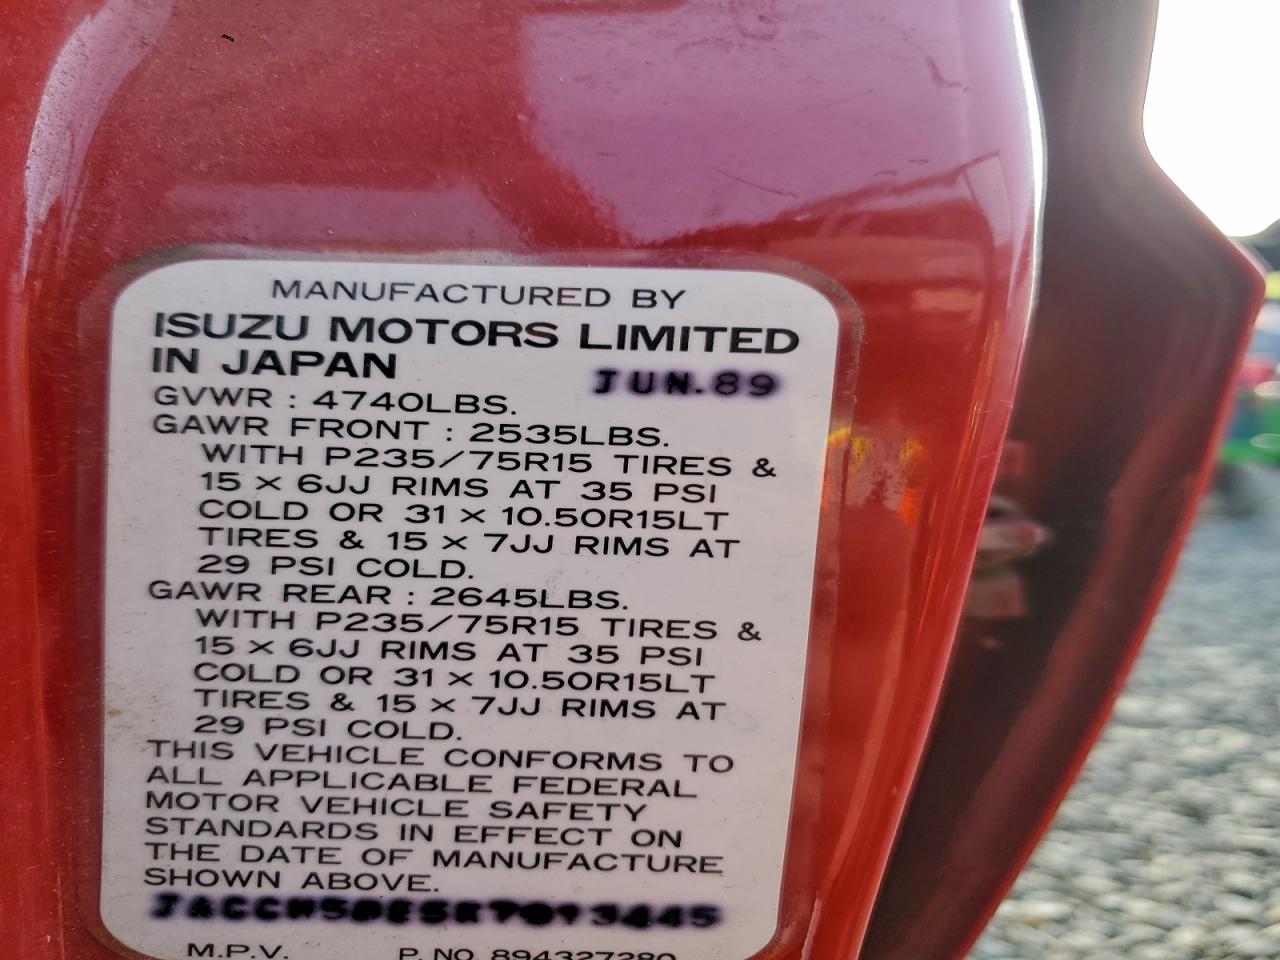 MANUFACTURED BY
ISUZU MOTORS LIMITED
IN JAPAN JUN.89
GVWR : 4740LBS.
GAWR FRONT : 2535LBS.
WITH P235/75R15 TIRES &
15 × 6JJ RIMS AT 35 PSI
COLD OR 31 × 10.50R15LT
TIRES & 15 × 7JJ RIMS AT
29 PSI COLD.
GAWR REAR : 2645LBS.
WITH P235/75R15 TIRES &
15 × 6JJ RIMS AT 35 PSI
COLD OR 31 × 10.50R15LT
TIRES & 15 × 7JJ RIMS AT
29 PSI COLD.
THIS VEHICLE CONFORMS TO
ALL APPLICABLE FEDERAL
MOTOR VEHICLE SAFETY
STANDARDS IN EFFECT ON
THE DATE OF MANUFACTURE
SHOWN ABOVE.
M.P.V. P. NO. 894327280